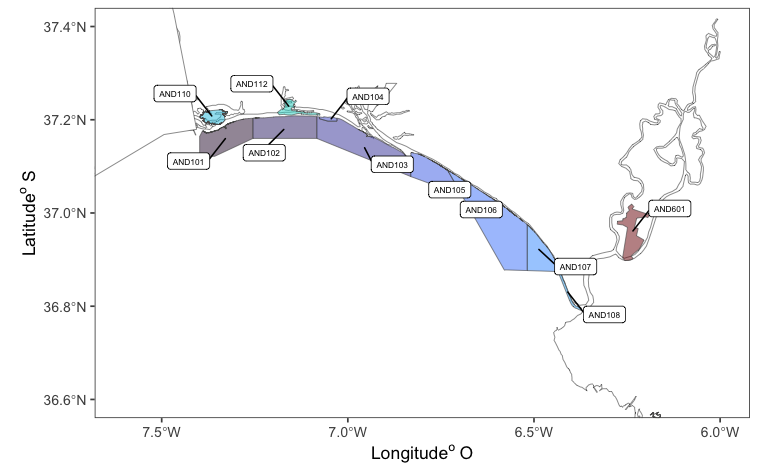 37.4°N
AND112
AND110
AND104
37.2°N
AND102
AND101
AND103
AND105
Latitudeº S
37.0°N
AND106
AND601
AND107
36.8°N
AND108
36.6°N
7.5°W
7.0°W
6.5°W
6.0°W
Longitudeº O